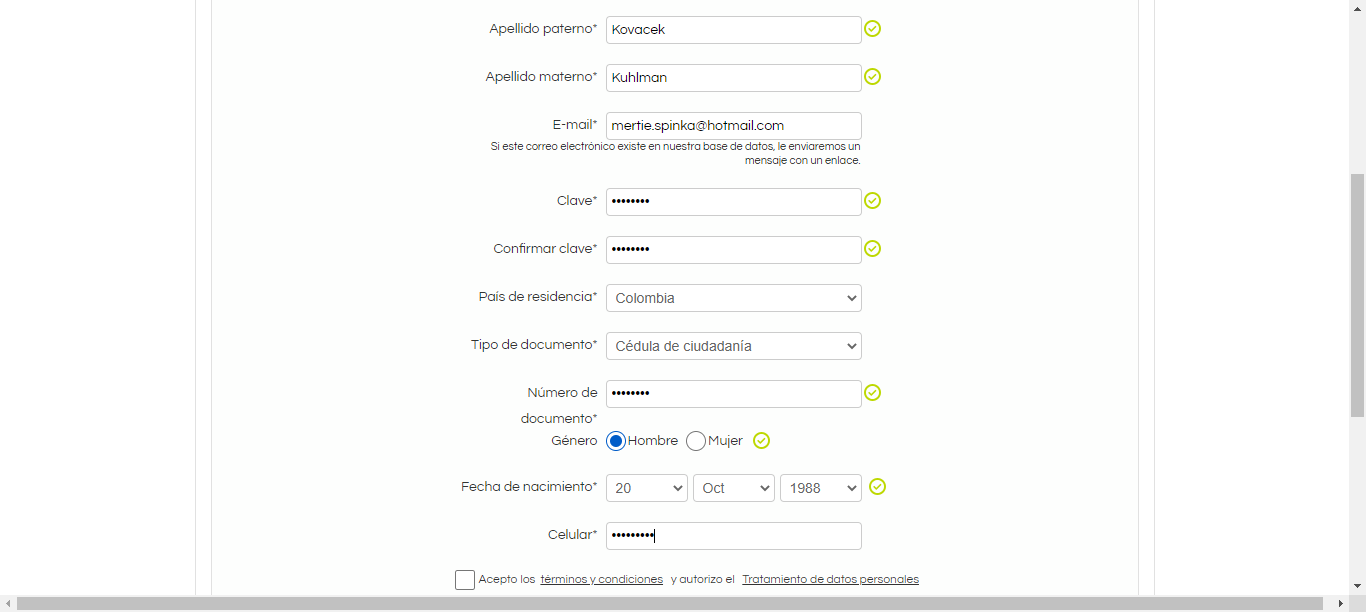 Apellido paterno* Kovacek
Apellido materno* Kuhlman
E-mail* mertie.spinka@hotmail.com
Si este correo electrónico existe en nuestra base de datos, le enviaremos un
mensaje con un enlace.
Clave* ••••••••
Confirmar clave* ••••••••
País de residencia* Colombia
Tipo de documento* Cédula de ciudadanía
Número de ••••••••
documento*
Género Hombre Mujer
Fecha de nacimiento* 20 Oct 1988
Celular* •••••••••
Acepto los términos y condiciones y autorizo el Tratamiento de datos personales